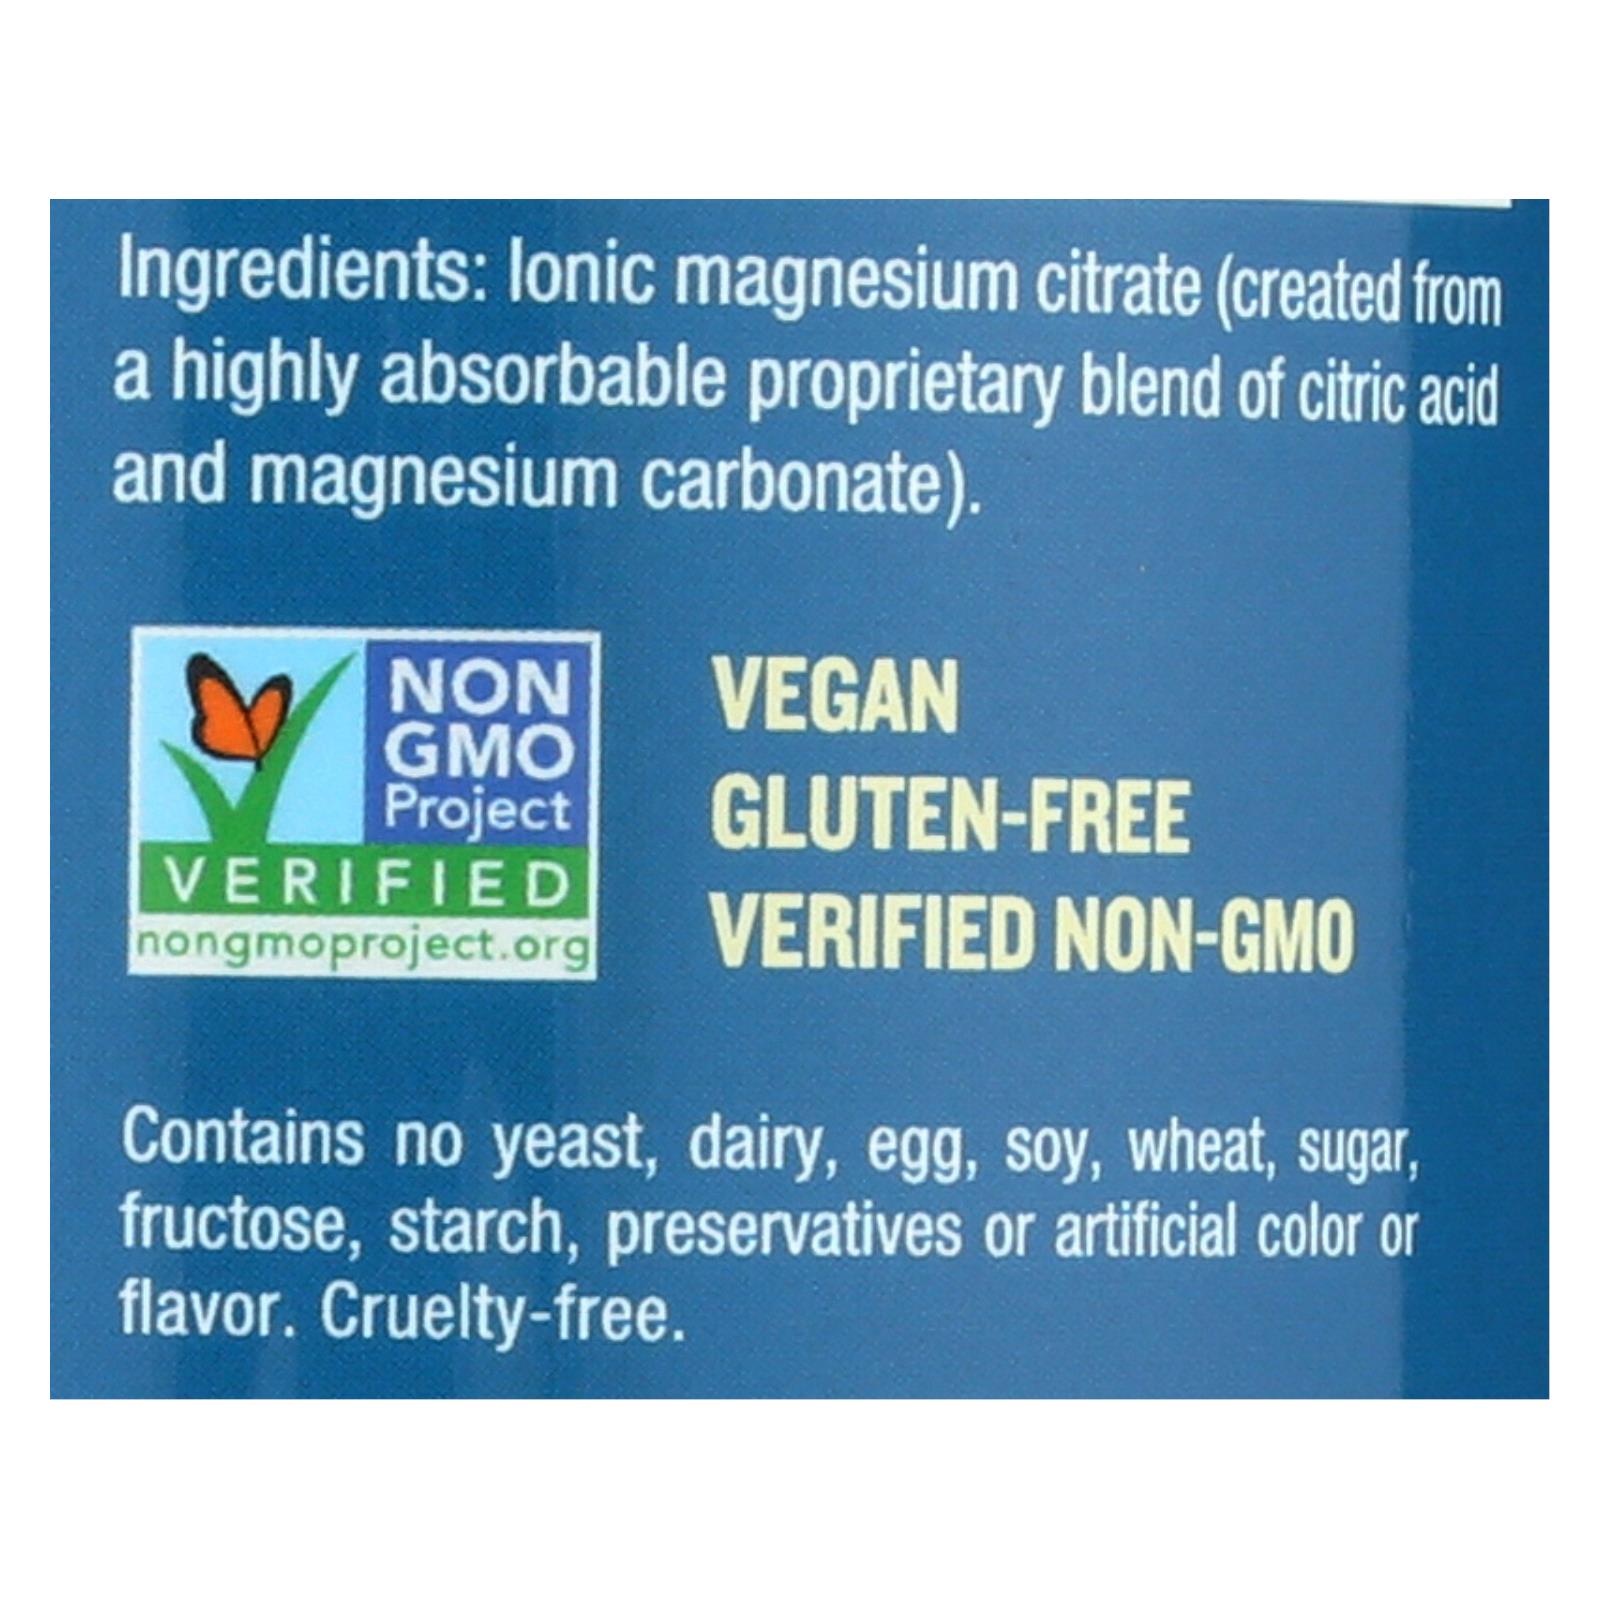 Ingredients: Ionic magnesium citrate (created from
a highly absorbable proprietary blend of citric acid
and magnesium carbonate).
NON
GMO
Project
VERIFIED
nongmoproject.org
VEGAN
GLUTEN-FREE
VERIFIED NON-GMO
Contains no yeast, dairy, egg, soy, wheat, sugar,
fructose, starch, preservatives or artificial color or
flavor. Cruelty-free.